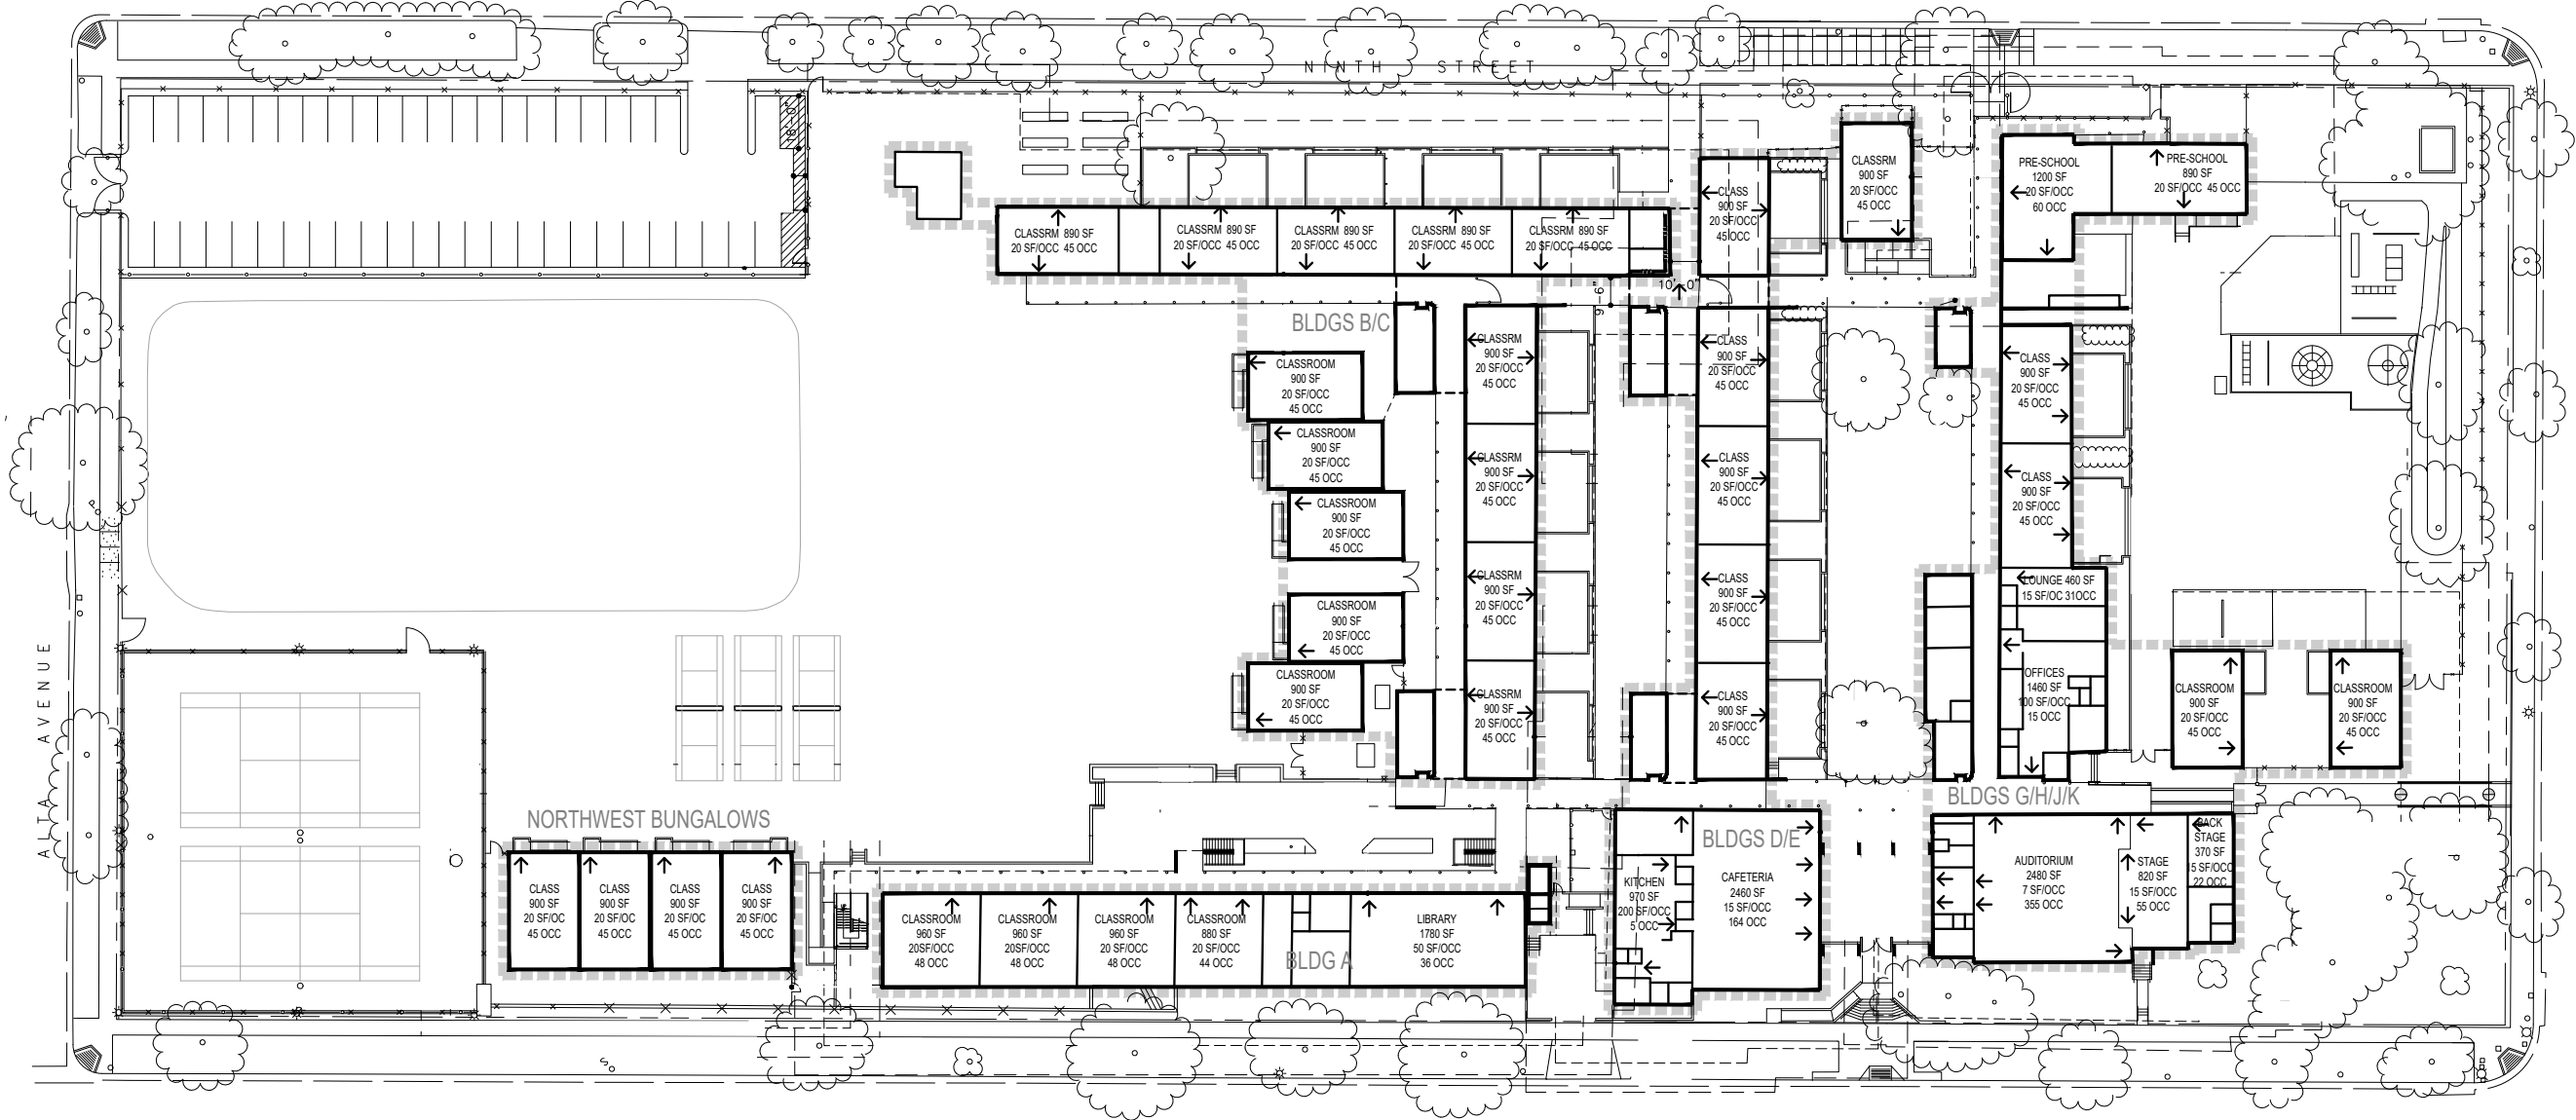 NINTH STREET
18'-0"
CLASSRM
900 SF
20 SF/OCC
45 OCC
PRE-SCHOOL
1200 SF
20 SF/OCC
60 OCC
PRE-SCHOOL
890 SF
20 SF/OCC 45 OCC
CLASS
900 SF
20 SF/OCC
45 OCC
CLASSRM 890 SF
20 SF/OCC 45 OCC
CLASSRM 890 SF
20 SF/OCC 45 OCC
CLASSRM 890 SF
20 SF/OCC 45 OCC
CLASSRM 890 SF
20 SF/OCC 45 OCC
CLASSRM 890 SF
20 SF/OCC 45 OCC
10'-0"
9'-6"
BLDGS B/C
CLASSROOM
900 SF
20 SF/OCC
45 OCC
CLASSROOM
900 SF
20 SF/OCC
45 OCC
CLASSROOM
900 SF
20 SF/OCC
45 OCC
CLASSROOM
900 SF
20 SF/OCC
45 OCC
CLASSROOM
900 SF
20 SF/OCC
45 OCC
CLASSRM
900 SF
20 SF/OCC
45 OCC
CLASSRM
900 SF
20 SF/OCC
45 OCC
CLASSRM
900 SF
20 SF/OCC
45 OCC
CLASSRM
900 SF
20 SF/OCC
45 OCC
CLASS
900 SF
20 SF/OCC
45 OCC
CLASS
900 SF
20 SF/OCC
45 OCC
CLASS
900 SF
20 SF/OCC
45 OCC
CLASS
900 SF
20 SF/OCC
45 OCC
CLASS
900 SF
20 SF/OCC
45 OCC
CLASS
900 SF
20 SF/OCC
45 OCC
LOUNGE 460 SF
15 SF/OC 31OCC
OFFICES
1460 SF
100 SF/OCC
15 OCC
CLASSROOM
900 SF
20 SF/OCC
45 OCC
CLASSROOM
900 SF
20 SF/OCC
45 OCC
ALTA AVENUE
NORTHWEST BUNGALOWS
CLASS
900 SF
20 SF/OC
45 OCC
CLASS
900 SF
20 SF/OC
45 OCC
CLASS
900 SF
20 SF/OC
45 OCC
CLASS
900 SF
20 SF/OC
45 OCC
CLASSROOM
960 SF
20SF/OCC
48 OCC
CLASSROOM
960 SF
20SF/OCC
48 OCC
CLASSROOM
960 SF
20 SF/OCC
48 OCC
CLASSROOM
880 SF
20 SF/OCC
44 OCC
BLDG A
LIBRARY
1780 SF
50 SF/OCC
36 OCC
BLDGS D/E
KITCHEN
970 SF
200 SF/OCC
5 OCC
CAFETERIA
2460 SF
15 SF/OCC
164 OCC
BLDGS G/H/J/K
AUDITORIUM
2480 SF
7 SF/OCC
355 OCC
STAGE
820 SF
15 SF/OCC
55 OCC
BACK
STAGE
370 SF
15 SF/OCC
22 OCC